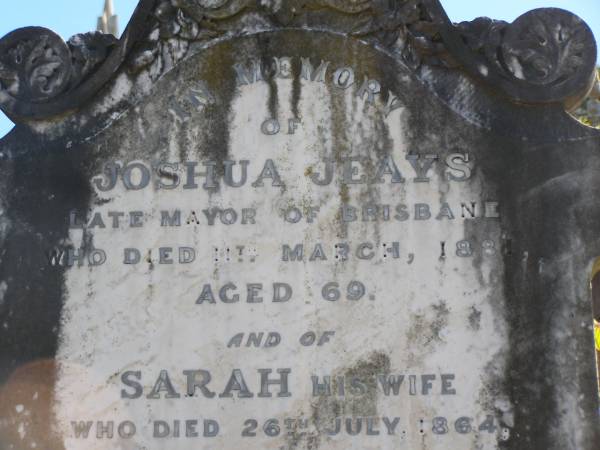 IN MEMORY
OF
JOSHUA JEAYS
LATE MAYOR OF BRISBANE
WHO DIED 11TH MARCH,
AGED 69.
AND OF
SARAH HIS WIFE
WHO DIED 26TH JULY, 1864,